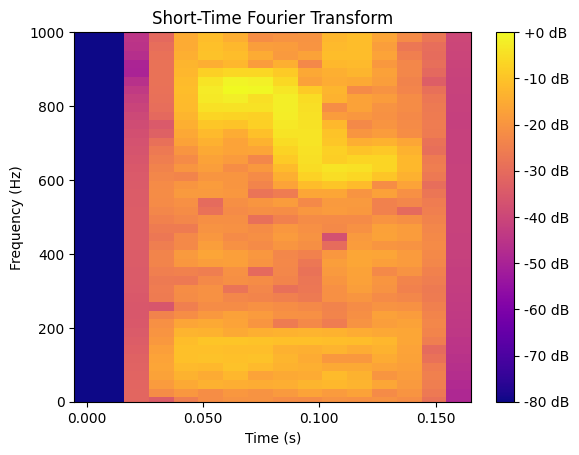 Short-Time Fourier Transform
1000
800
600
400
200
0
Frequency (Hz)
0.000
0.050
0.100
0.150
Time (s)
+0 dB
-10 dB
-20 dB
-30 dB
-40 dB
-50 dB
-60 dB
-70 dB
-80 dB